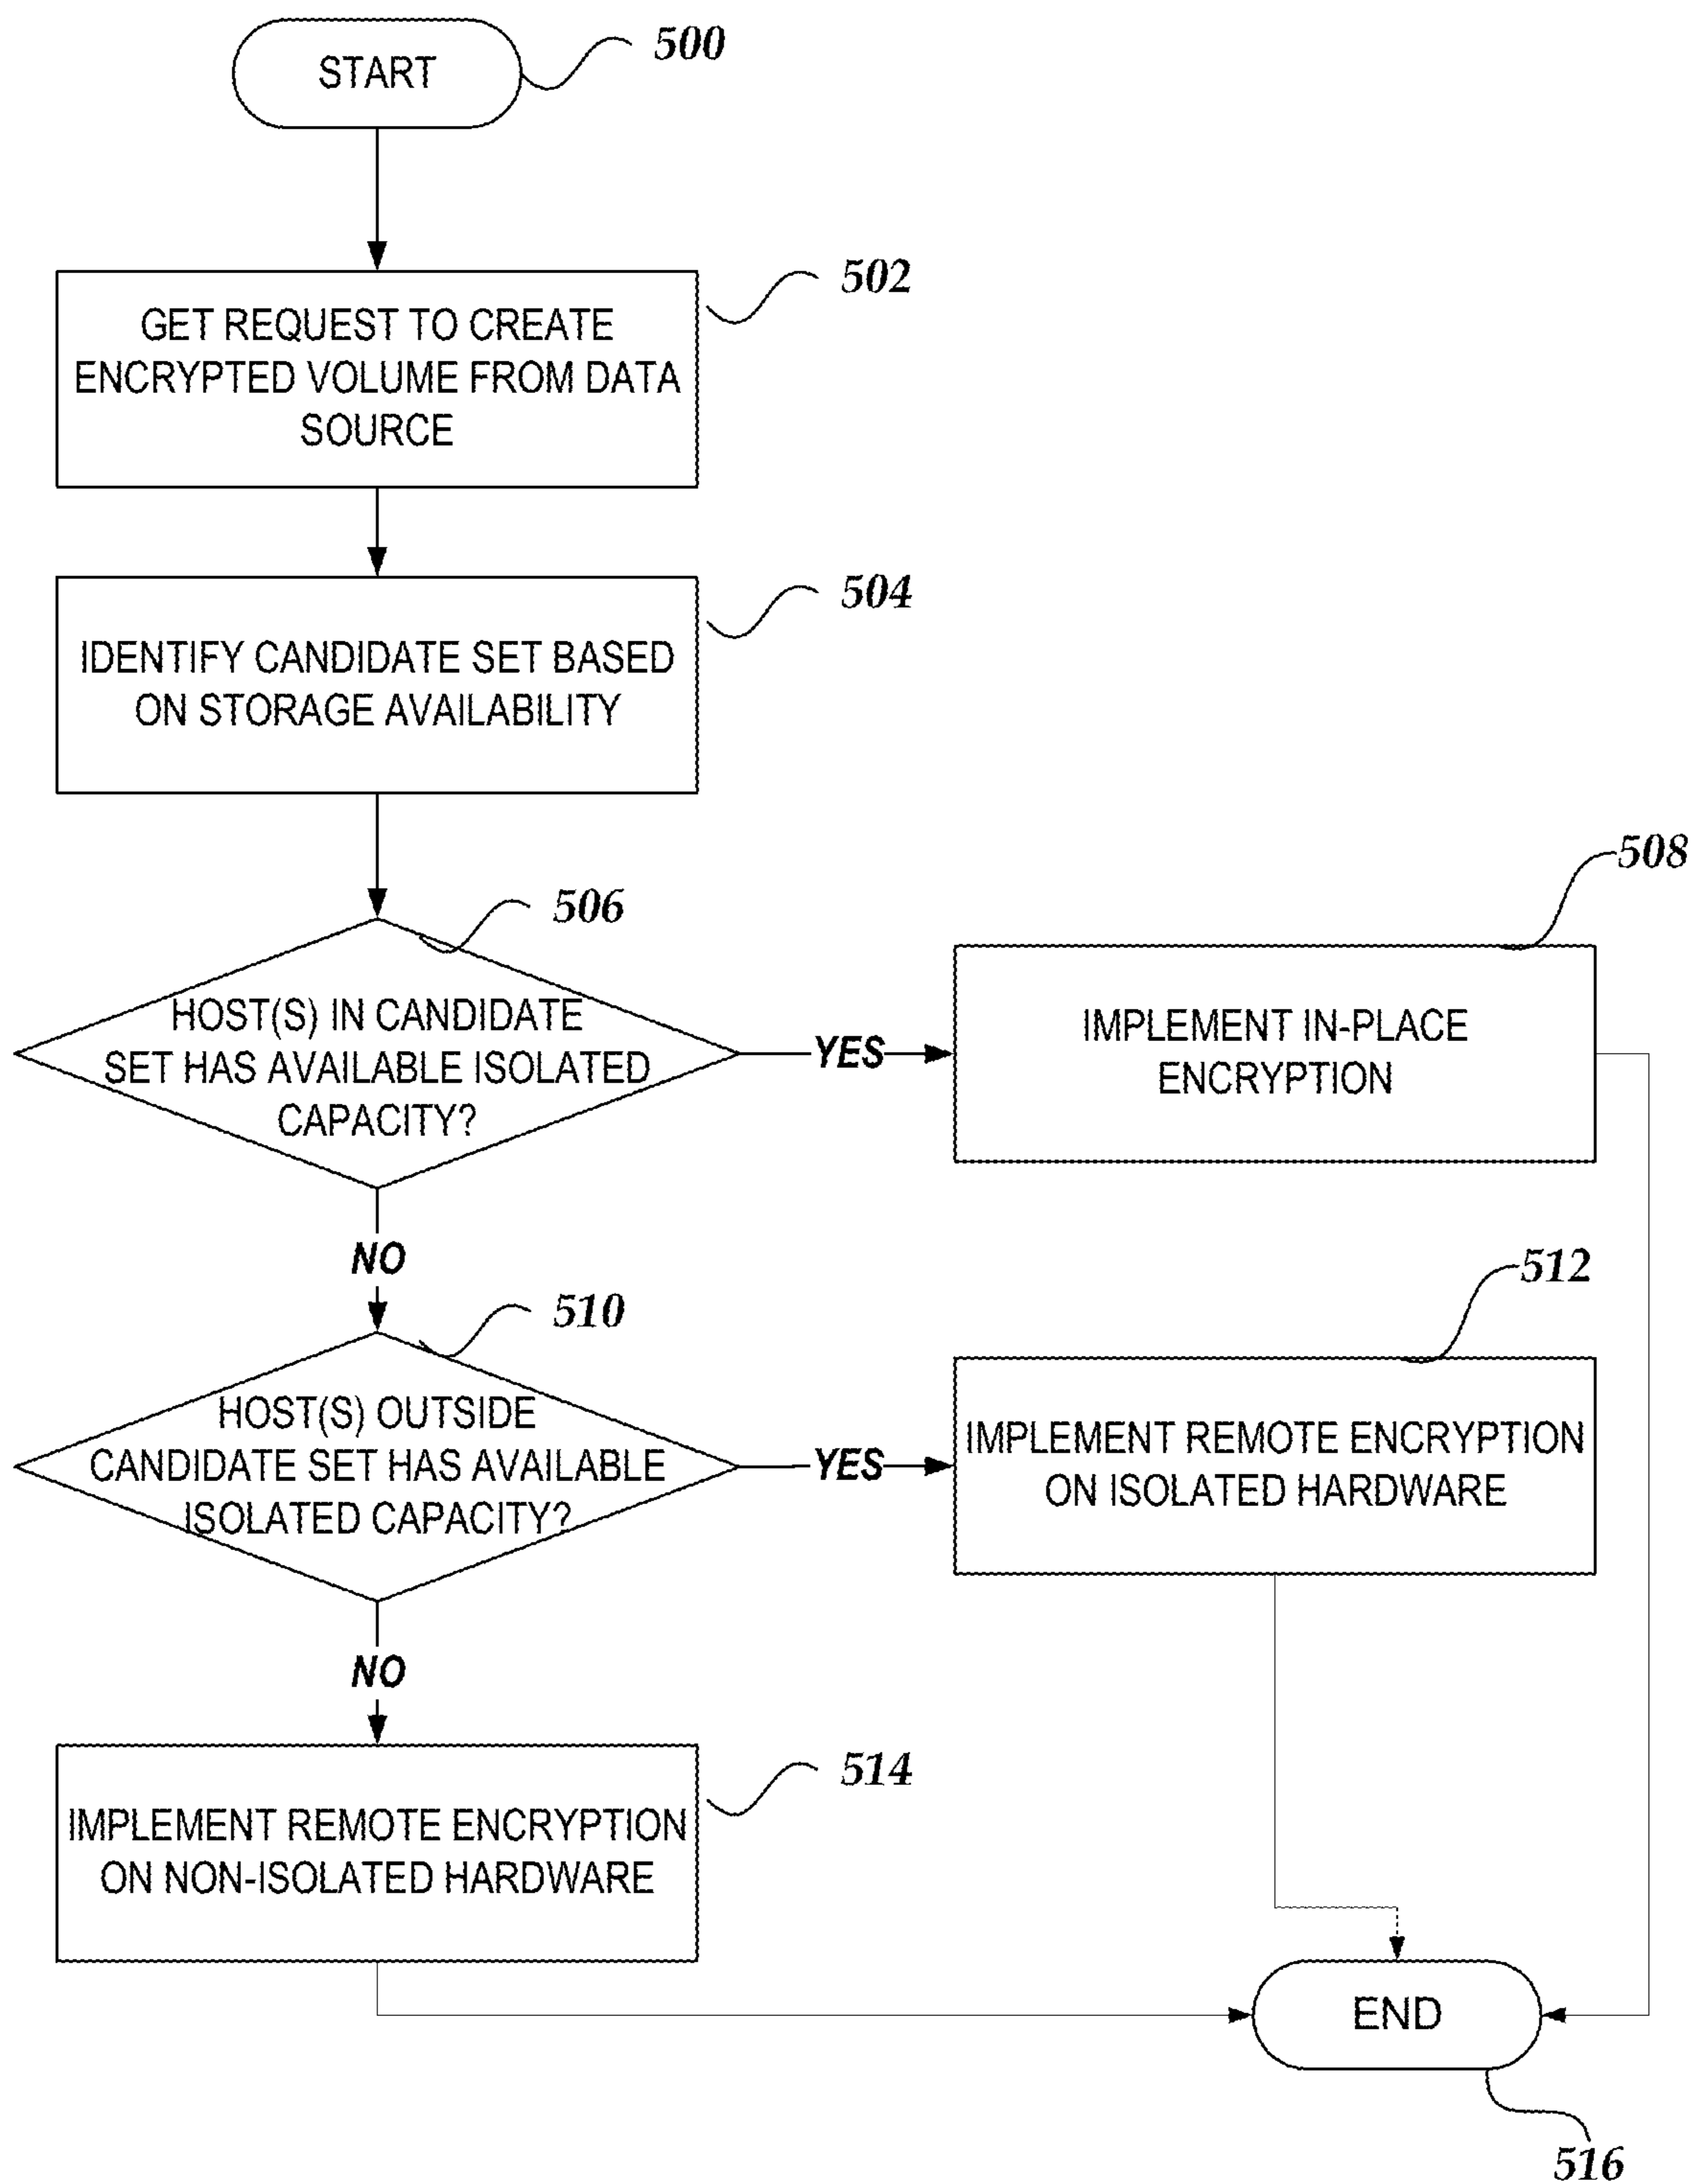 START
500
GET REQUEST TO CREATE
ENCRYPTED VOLUME FROM DATA
SOURCE
502
IDENTIFY CANDIDATE SET BASED
ON STORAGE AVAILABILITY
504
HOST(S) IN CANDIDATE
SET HAS AVAILABLE ISOLATED
CAPACITY?
506
YES
IMPLEMENT IN-PLACE
ENCRYPTION
508
NO
HOST(S) OUTSIDE
CANDIDATE SET HAS AVAILABLE
ISOLATED CAPACITY?
510
YES
IMPLEMENT REMOTE ENCRYPTION
ON ISOLATED HARDWARE
512
NO
IMPLEMENT REMOTE ENCRYPTION
ON NON-ISOLATED HARDWARE
514
END
516